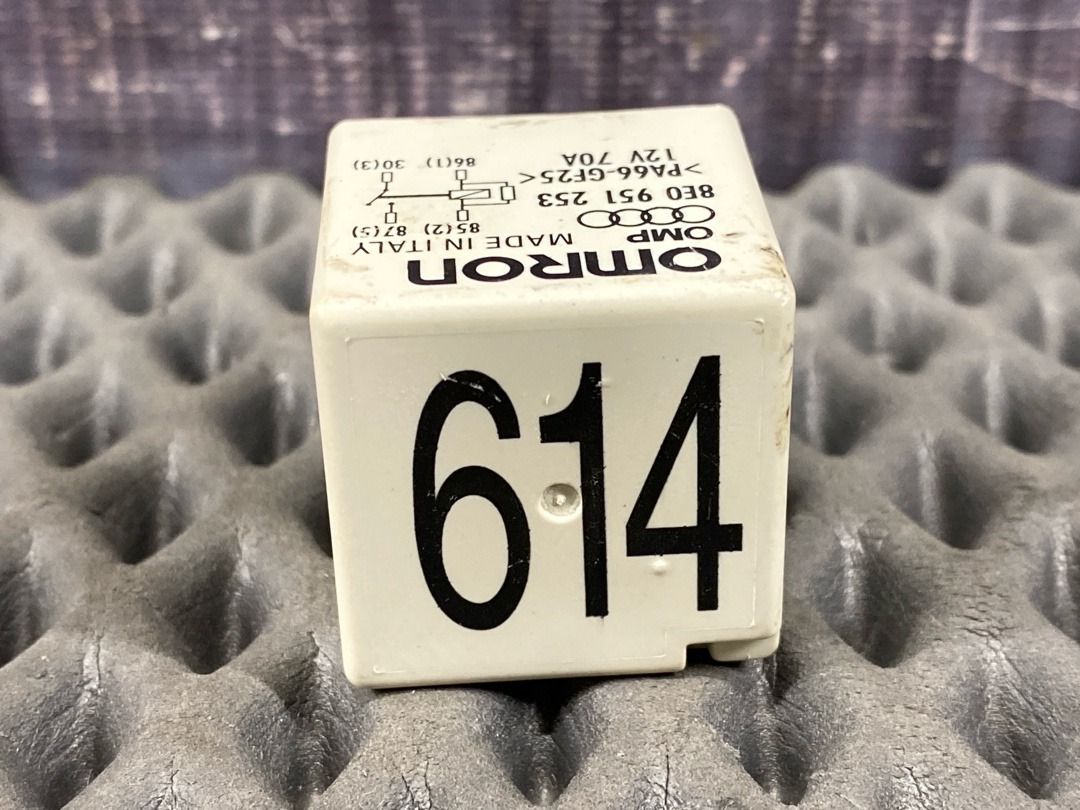 OMRON
OMP MADE IN ITALY
8E0 951 253
>PA66-GF25<
12V 70A
85(2) 87(5)
86(1) 30(3)
614